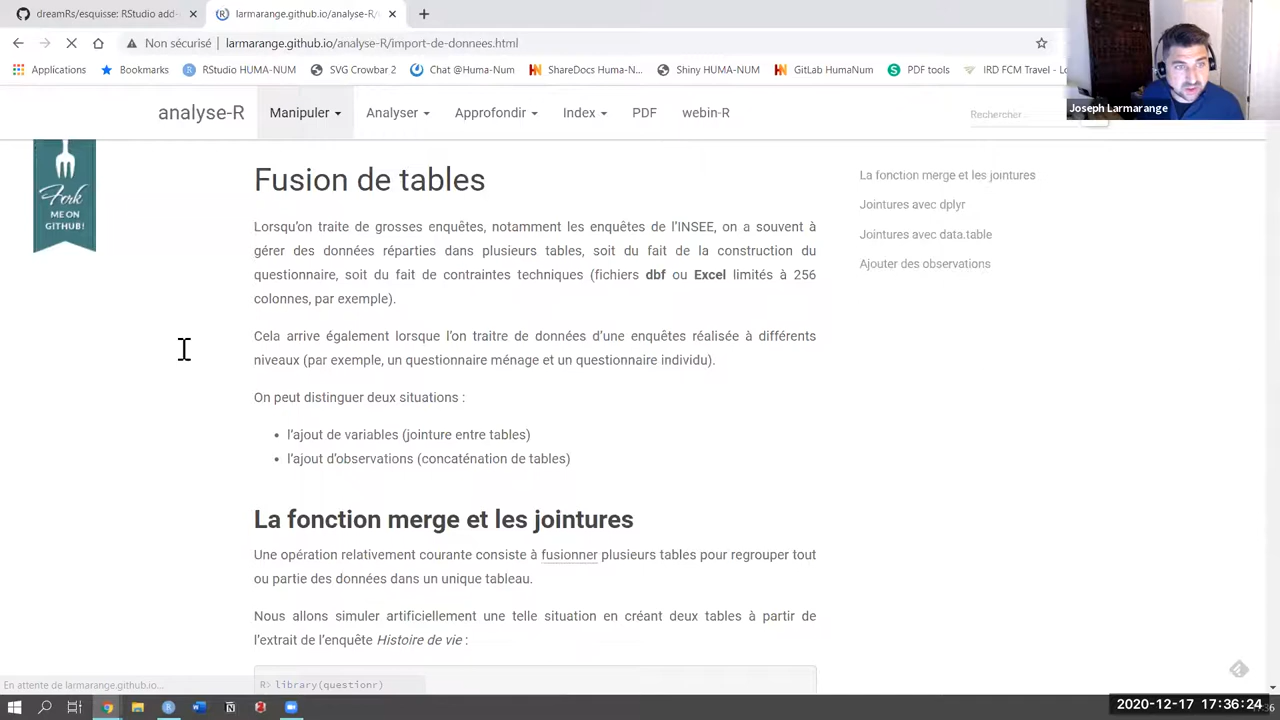 dreamRs/esquisse: RStudio add-
larmarange.github.io/analyse-R/
Non sécurisé
larmarange.github.io/analyse-R/import-de-donnees.html
Applications
Bookmarks
RStudio HUMA-NUM
SVG Crowbar 2
Chat @Huma-Num
ShareDocs Huma-N...
Shiny HUMA-NUM
GitLab HumaNum
PDF tools
IRD FCM Travel - Lo
Joseph Larmarange
analyse-R
Manipuler
Analyser
Approfondir
Index
PDF
webin-R
Rechercher...
Fork
ME ON
GITHUB!
Fusion de tables
Lorsqu’on traite de grosses enquêtes, notamment les enquêtes de l’INSEE, on a souvent à
gérer des données réparties dans plusieurs tables, soit du fait de la construction du
questionnaire, soit du fait de contraintes techniques (fichiers dbf ou Excel limités à 256
colonnes, par exemple).
Cela arrive également lorsque l’on traitre de données d’une enquêtes réalisée à différents
niveaux (par exemple, un questionnaire ménage et un questionnaire individu).
On peut distinguer deux situations :
• l’ajout de variables (jointure entre tables)
• l’ajout d’observations (concaténation de tables)
La fonction merge et les jointures
Une opération relativement courante consiste à fusionner plusieurs tables pour regrouper tout
ou partie des données dans un unique tableau.
Nous allons simuler artificiellement une telle situation en créant deux tables à partir de
l’extrait de l’enquête Histoire de vie :
R> library(questionr)
La fonction merge et les jointures
Jointures avec dplyr
Jointures avec data.table
Ajouter des observations
En attente de larmarange.github.io...
2020-12-17 17:36:24